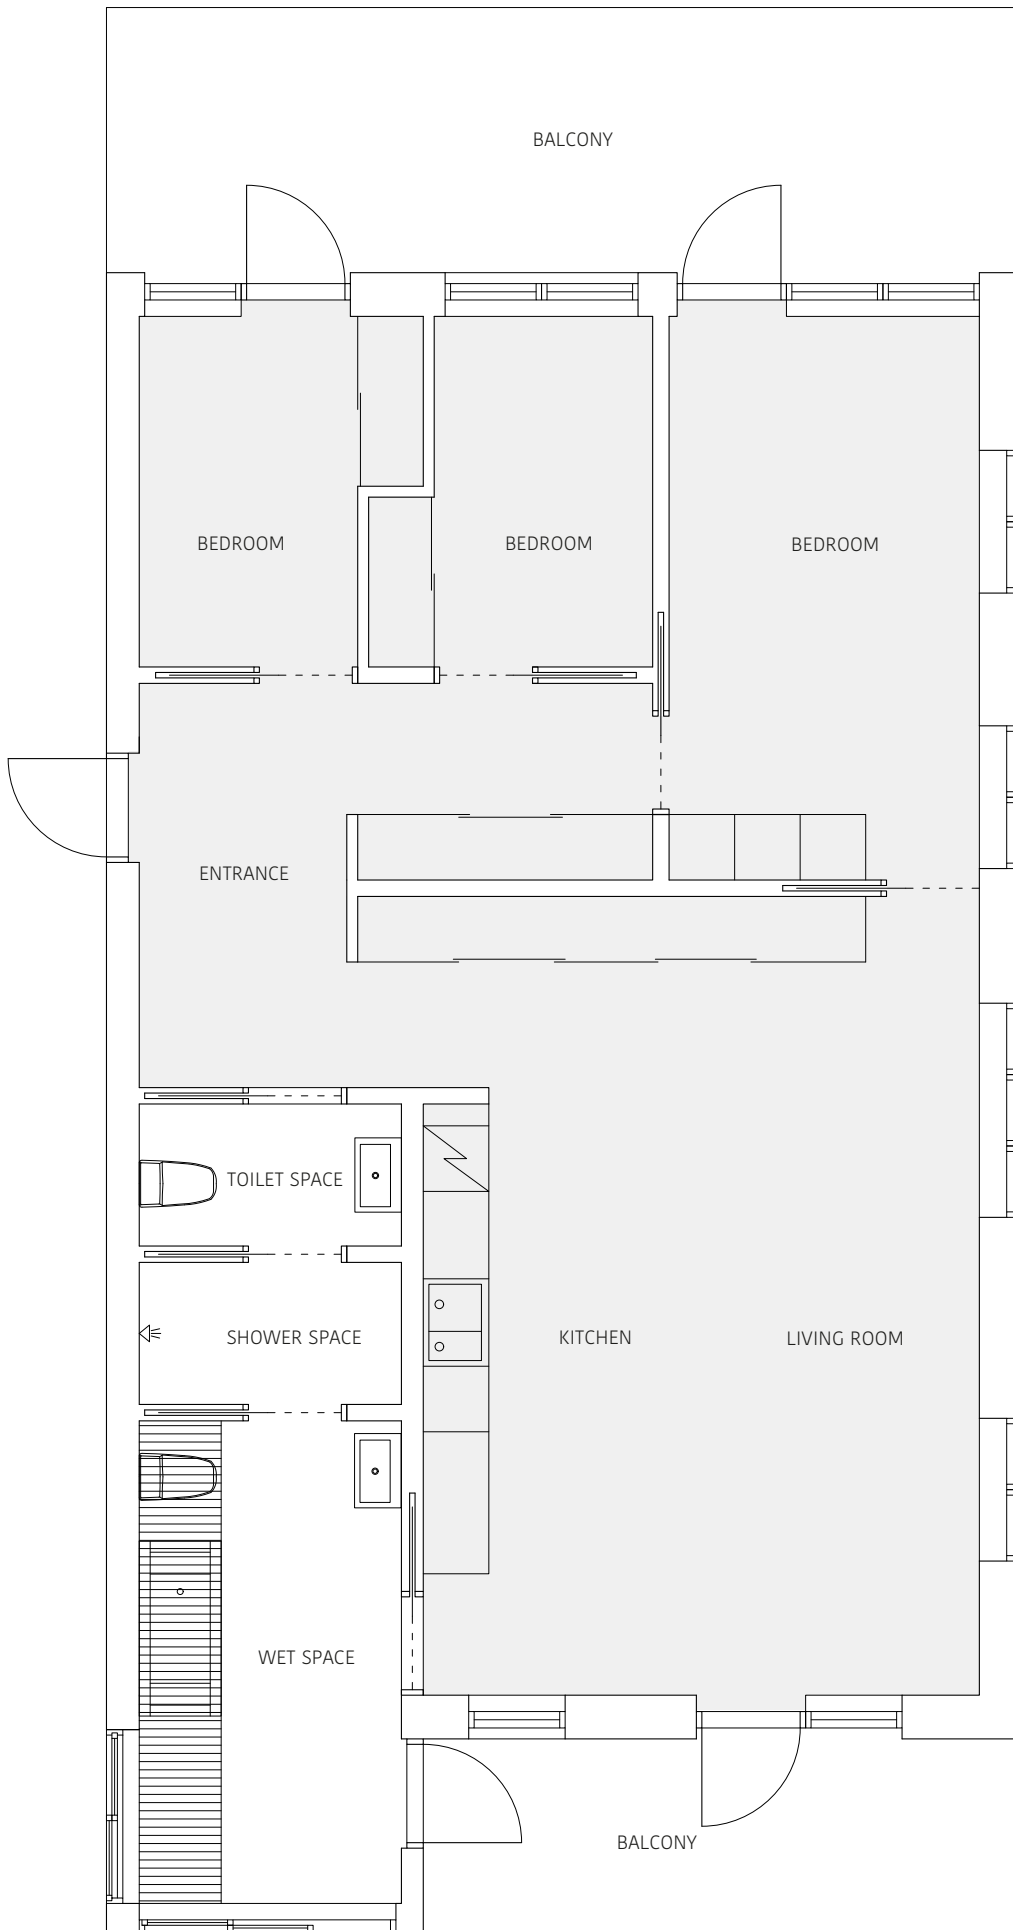 BALCONY
BEDROOM
BEDROOM
BEDROOM
ENTRANCE
TOILET SPACE
SHOWER SPACE
KITCHEN
LIVING ROOM
WET SPACE
BALCONY